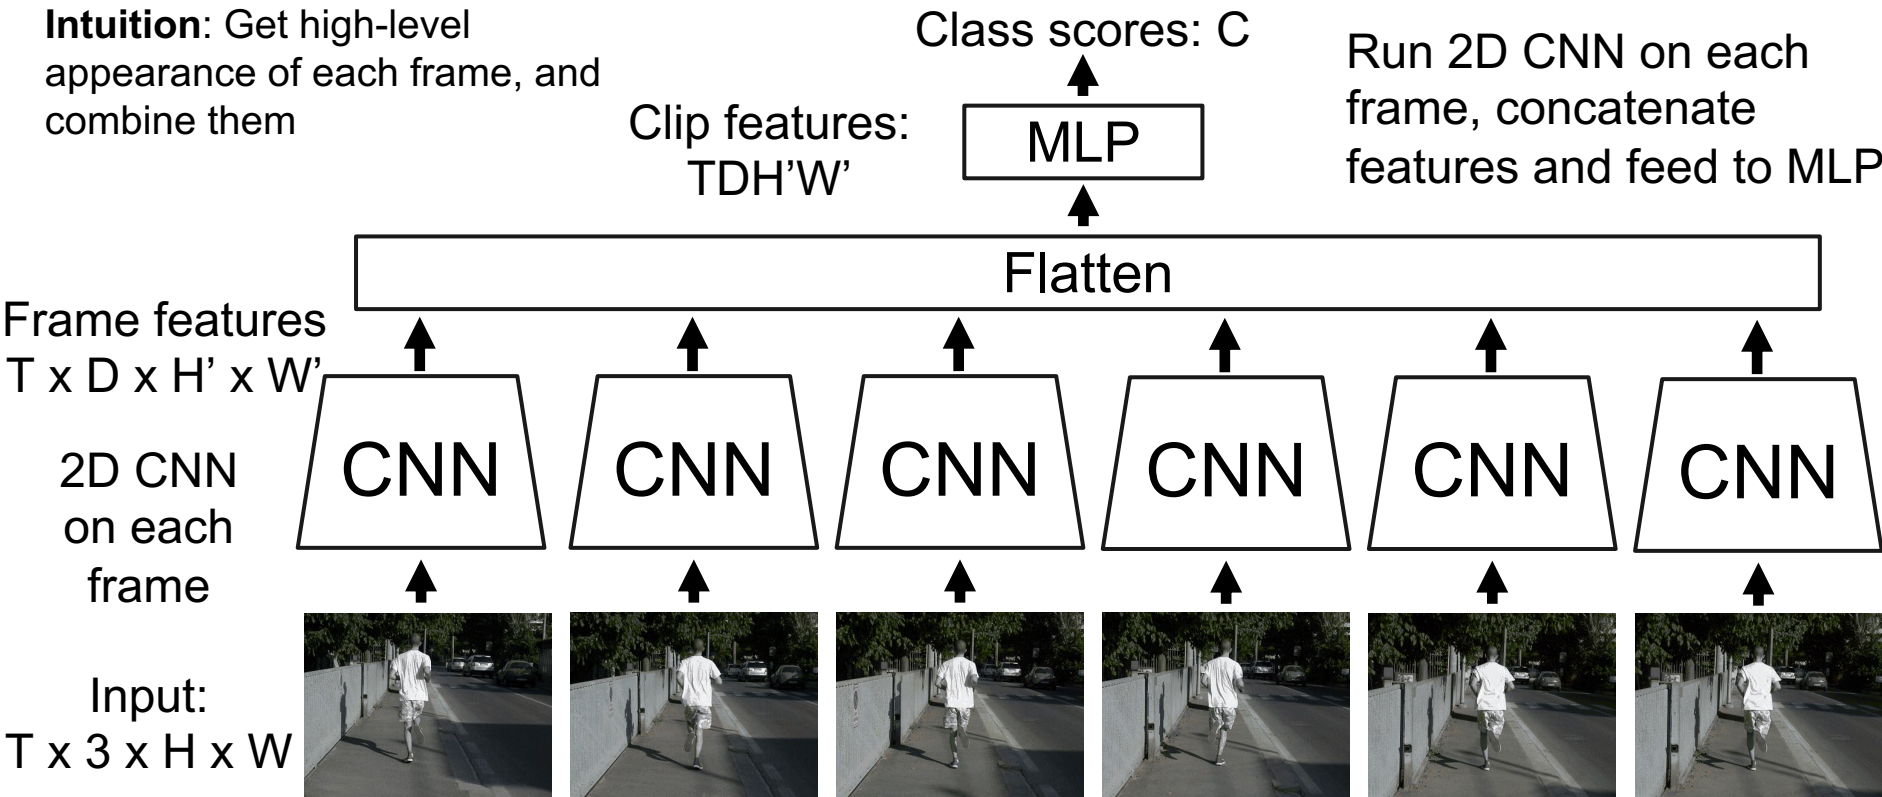 Intuition: Get high-level
appearance of each frame, and
combine them
Class scores: C
Run 2D CNN on each
frame, concatenate
features and feed to MLP
Clip features:
TDH’W’
MLP
Flatten
Frame features
T x D x H’ x W’
CNN CNN CNN CNN CNN CNN
2D CNN
on each
frame
Input:
T x 3 x H x W